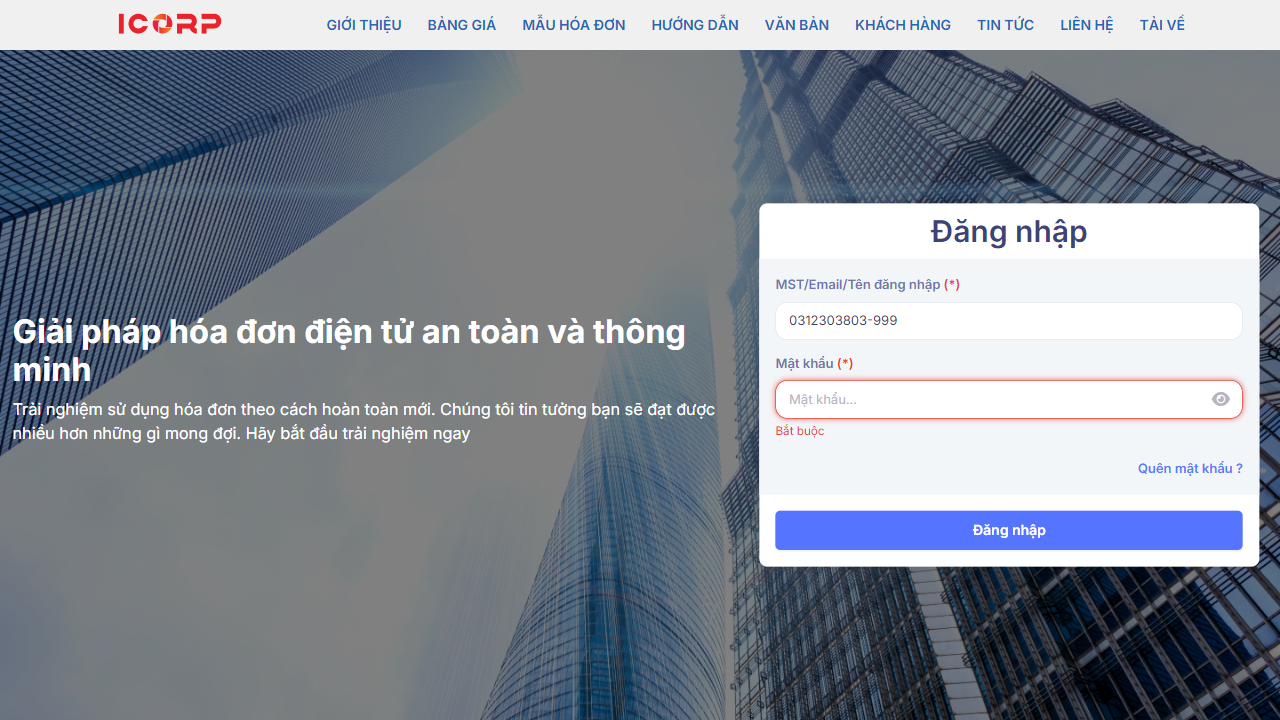 ICORP
GIỚI THIỆU
BẢNG GIÁ
MẪU HÓA ĐƠN
HƯỚNG DẪN
VĂN BẢN
KHÁCH HÀNG
TIN TỨC
LIÊN HỆ
TẢI VỀ
Giải pháp hóa đơn điện tử an toàn và thông
minh
Trải nghiệm sử dụng hóa đơn theo cách hoàn toàn mới. Chúng tôi tin tưởng bạn sẽ đạt được
nhiều hơn những gì mong đợi. Hãy bắt đầu trải nghiệm ngay
Đăng nhập
MST/Email/Tên đăng nhập (*)
0312303803-999
Mật khẩu (*)
Mật khẩu...
Bắt buộc
Quên mật khẩu ?
Đăng nhập